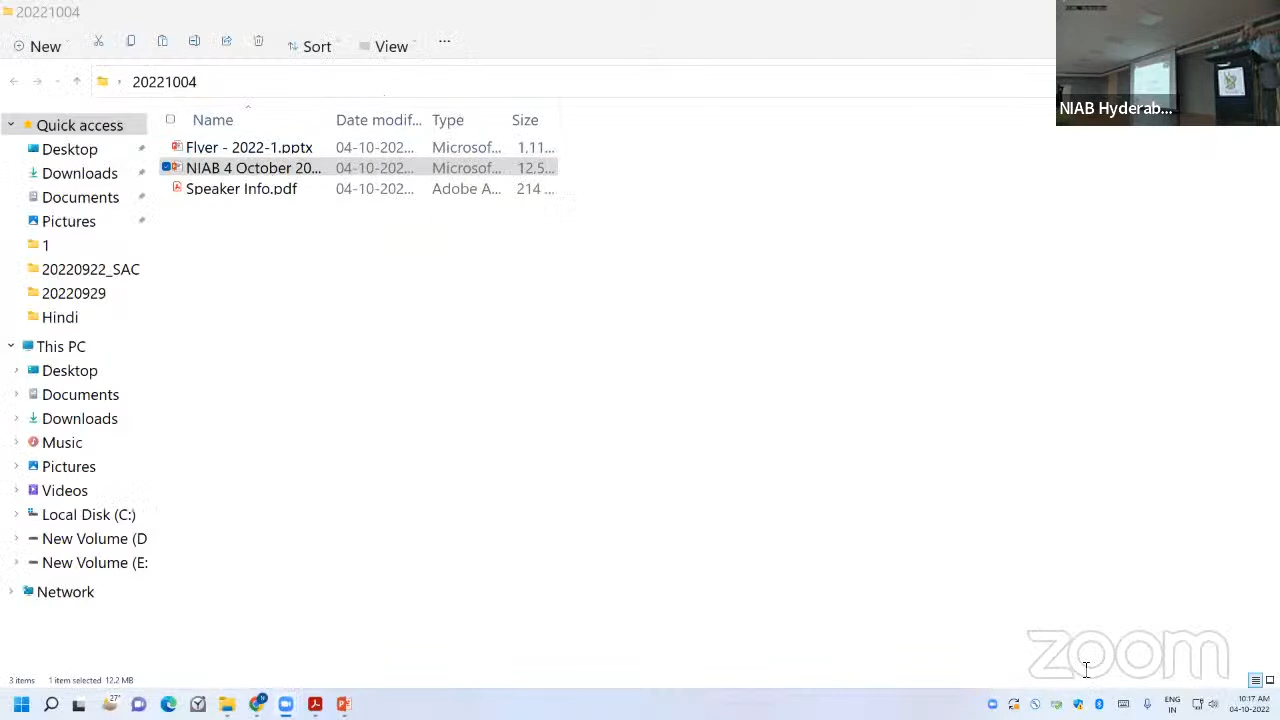 20221004
New
Sort
View
...
20221004
Quick access
Desktop
Downloads
Documents
Pictures
1
20220922_SAC
20220929
Hindi
This PC
Desktop
Documents
Downloads
Music
Pictures
Videos
Local Disk (C:)
New Volume (D
New Volume (E:
Network
Name Date modif... Type Size
Flyer - 2022-1.pptx 04-10-202... Microsof... 1,11...
NIAB 4 October 20... 04-10-202... Microsof... 12,5...
Speaker Info.pdf 04-10-202... Adobe A... 214 ...
NIAB Hyderab...
zoom
3 items 1 item selected 12.2 MB
27°
ENG
IN
10:17 AM
04-10-2022